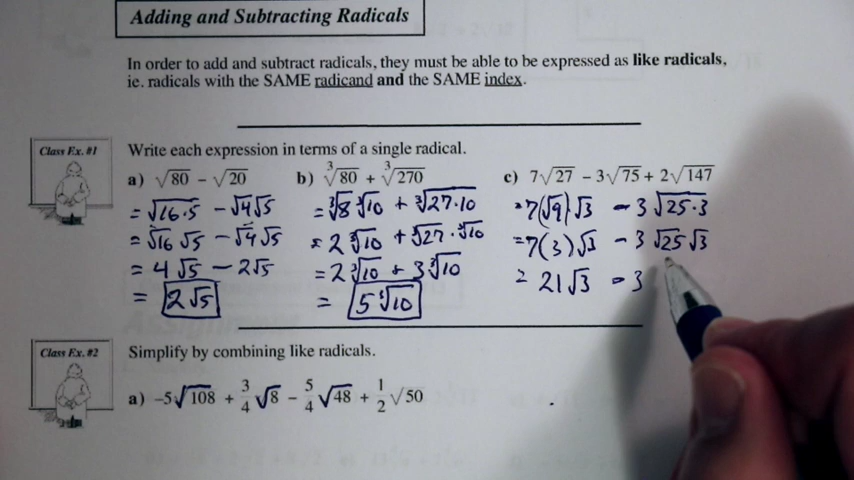 Adding and Subtracting Radicals
In order to add and subtract radicals, they must be able to be expressed as like radicals,
ie. radicals with the SAME radicand and the SAME index.
Class Ex. #1
Write each expression in terms of a single radical.
a) √80 − √20
= √16·5 − √4√5
= √16 √5 − √4√5
= 4√5 − 2√5
= 2√5
b) ∛80 + ∛270
= ∛8 ∛10 + ∛27·10
= 2∛10 + ∛27 · ∛10
= 2∛10 + 3∛10
= 5∛10
c) 7√27 − 3√75 + 2√147
= 7(√9)√3 − 3√25·3
= 7(3)√3 − 3√25√3
= 21√3 − 3
Class Ex. #2
Simplify by combining like radicals.
a) −5√108 + 3/4 √8 − 5/4 √48 + 1/2 √50